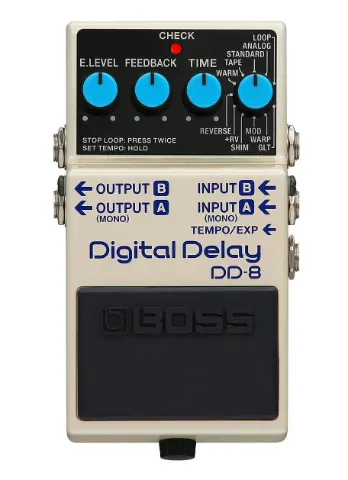 CHECK
E.LEVEL FEEDBACK TIME
LOOP
ANALOG
STANDARD
TAPE
WARM
REVERSE
+RV
SHIM
MOD
WARP
GLT
STOP LOOP: PRESS TWICE
SET TEMPO: HOLD
OUTPUT B INPUT B
OUTPUT A INPUT A
(MONO) (MONO)
TEMPO/EXP
Digital Delay
DD-8
BOSS